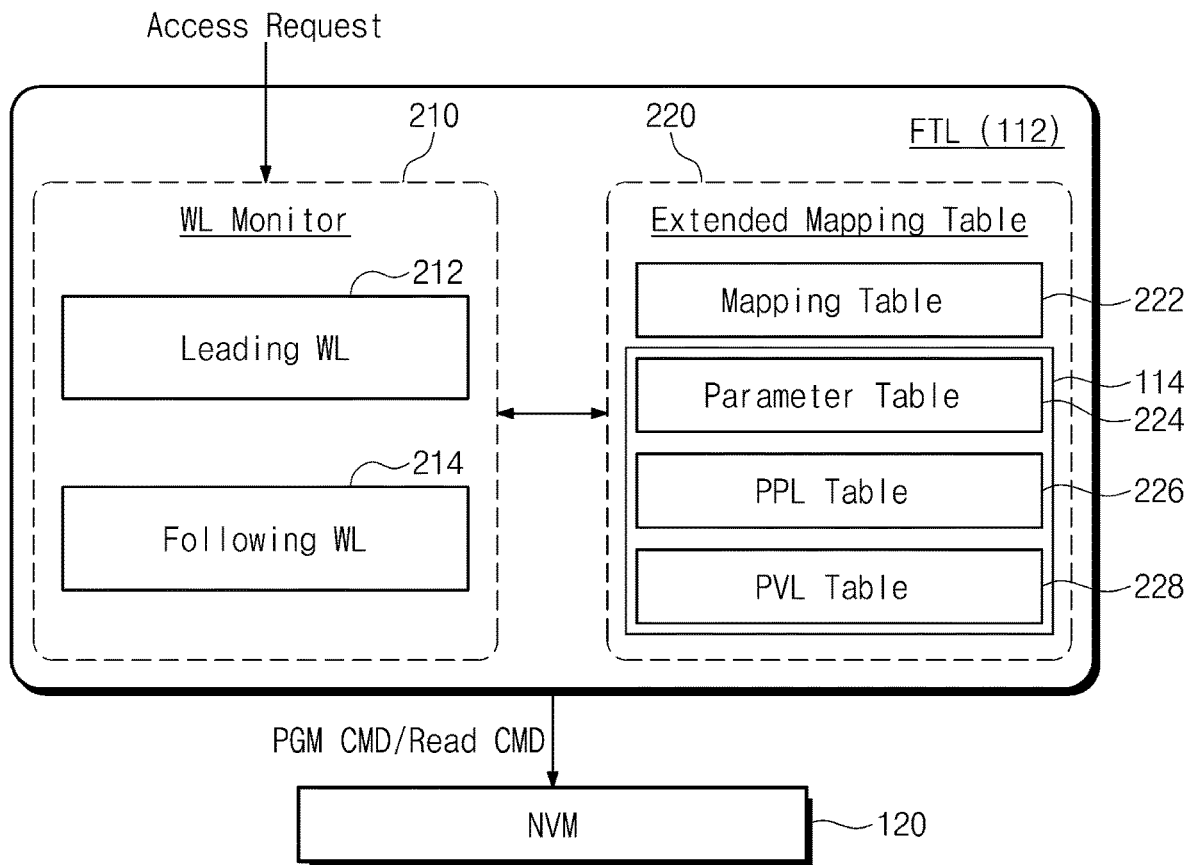 Access Request
210
220
FTL (112)
WL Monitor
Extended Mapping Table
212
Leading WL
Mapping Table
222
Parameter Table
114
224
214
Following WL
PPL Table
226
PVL Table
228
PGM CMD/Read CMD
NVM
120